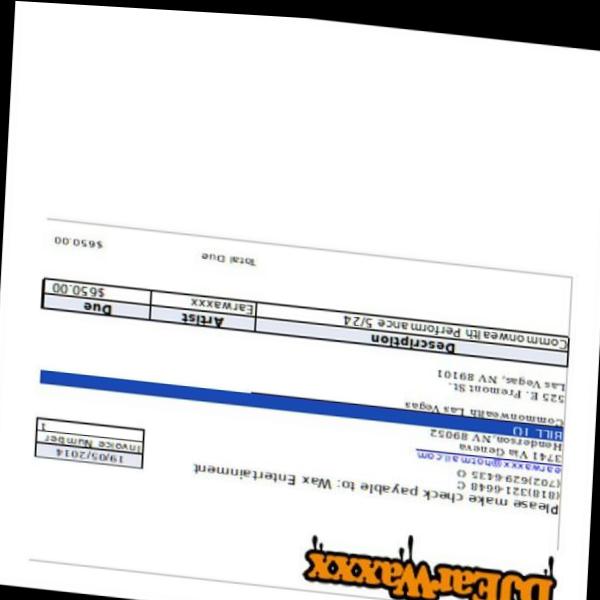 DJEarWaxxx
Please make check payable to: Wax Entertainment
(818)321-6648 C
(702)629-6435 O
earwaxxx@hotmail.com
3741 Via Geneva
Henderson, NV 89052
19/05/2014
Invoice Number
1
BILL TO
Commonwealth Las Vegas
525 E. Fremont St.
Las Vegas, NV 89101
Description Artist Due
Commonwealth Performance 5/24 Earwaxxx $650.00
Total Due $650.00